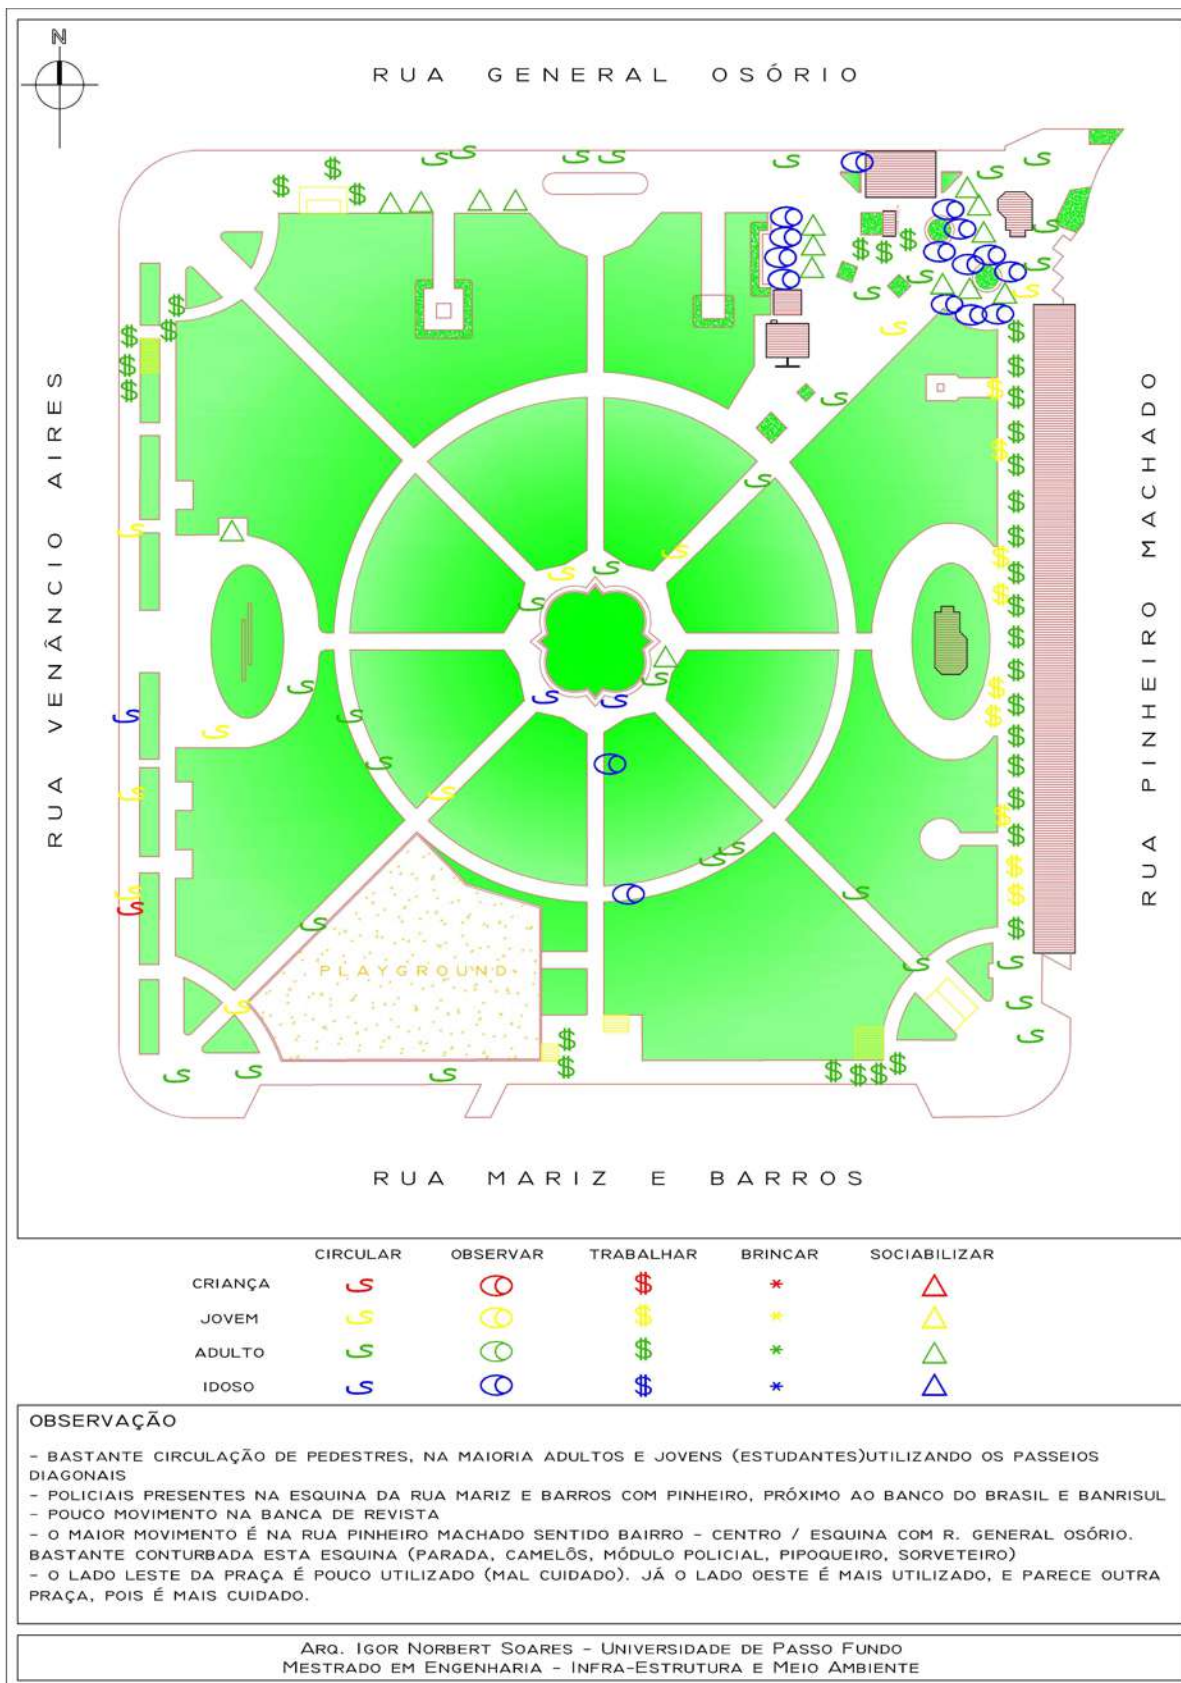 N
RUA GENERAL OSÓRIO
RUA VENÂNCIO AIRES
RUA PINHEIRO MACHADO
PLAYGROUND
RUA MARIZ E BARROS
CIRCULAR OBSERVAR TRABALHAR BRINCAR SOCIABILIZAR
CRIANÇA
JOVEM
ADULTO
IDOSO
OBSERVAÇÃO
- BASTANTE CIRCULAÇÃO DE PEDESTRES, NA MAIORIA ADULTOS E JOVENS (ESTUDANTES)UTILIZANDO OS PASSEIOS
DIAGONAIS
- POLICIAIS PRESENTES NA ESQUINA DA RUA MARIZ E BARROS COM PINHEIRO, PRÓXIMO AO BANCO DO BRASIL E BANRISUL
- POUCO MOVIMENTO NA BANCA DE REVISTA
- O MAIOR MOVIMENTO É NA RUA PINHEIRO MACHADO SENTIDO BAIRRO - CENTRO / ESQUINA COM R. GENERAL OSÓRIO.
BASTANTE CONTURBADA ESTA ESQUINA (PARADA, CAMELÔS, MÓDULO POLICIAL, PIPOQUEIRO, SORVETEIRO)
- O LADO LESTE DA PRAÇA É POUCO UTILIZADO (MAL CUIDADO). JÁ O LADO OESTE É MAIS UTILIZADO, E PARECE OUTRA
PRAÇA, POIS É MAIS CUIDADO.
ARQ. IGOR NORBERT SOARES - UNIVERSIDADE DE PASSO FUNDO
MESTRADO EM ENGENHARIA - INFRA-ESTRUTURA E MEIO AMBIENTE